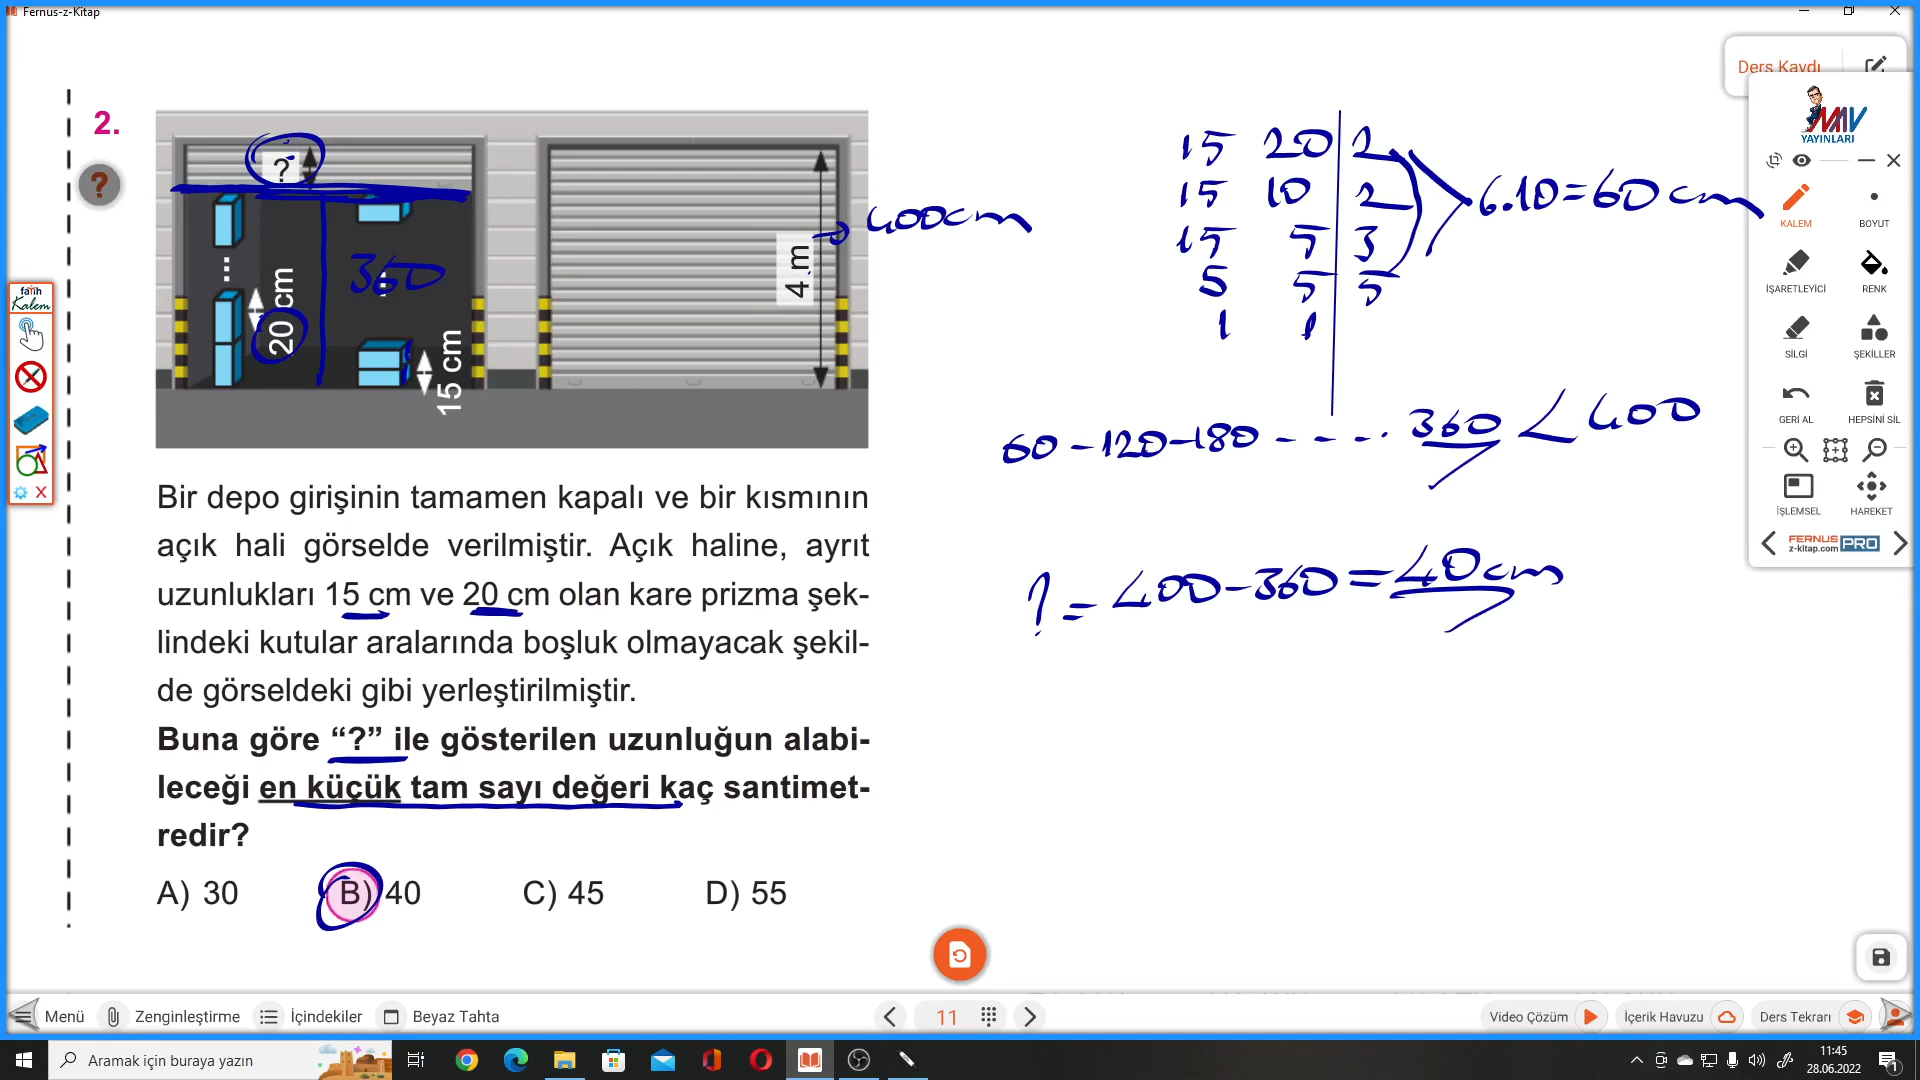 Fernus-z-Kitap
Ders Kaydı
MAV
YAYINLARI
2.
?
?
20 cm
360
15 cm
4 m
400cm
15 20 2
15 10 2
15 5 3
5 5 5
1 1
6.10=60cm
60-120-180---.. 360 < 400
? = 400-360=40cm
Bir depo girişinin tamamen kapalı ve bir kısmının
açık hali görselde verilmiştir. Açık haline, ayrıt
uzunlukları 15 cm ve 20 cm olan kare prizma şek-
lindeki kutular aralarında boşluk olmayacak şekil-
de görseldeki gibi yerleştirilmiştir.
Buna göre “?” ile gösterilen uzunluğun alabi-
leceği en küçük tam sayı değeri kaç santimet-
redir?
A) 30 B) 40 C) 45 D) 55
fatih
Kalem
X
KALEM BOYUT
İŞARETLEYİCİ RENK
SİLGİ ŞEKİLLER
GERİ AL HEPSİNİ SİL
İŞLEMSEL HAREKET
FERNUS
z-kitap.com PRO
Menü Zenginleştirme İçindekiler Beyaz Tahta 11 Video Çözüm İçerik Havuzu Ders Tekrarı
Aramak için buraya yazın
11:45
28.06.2022
1